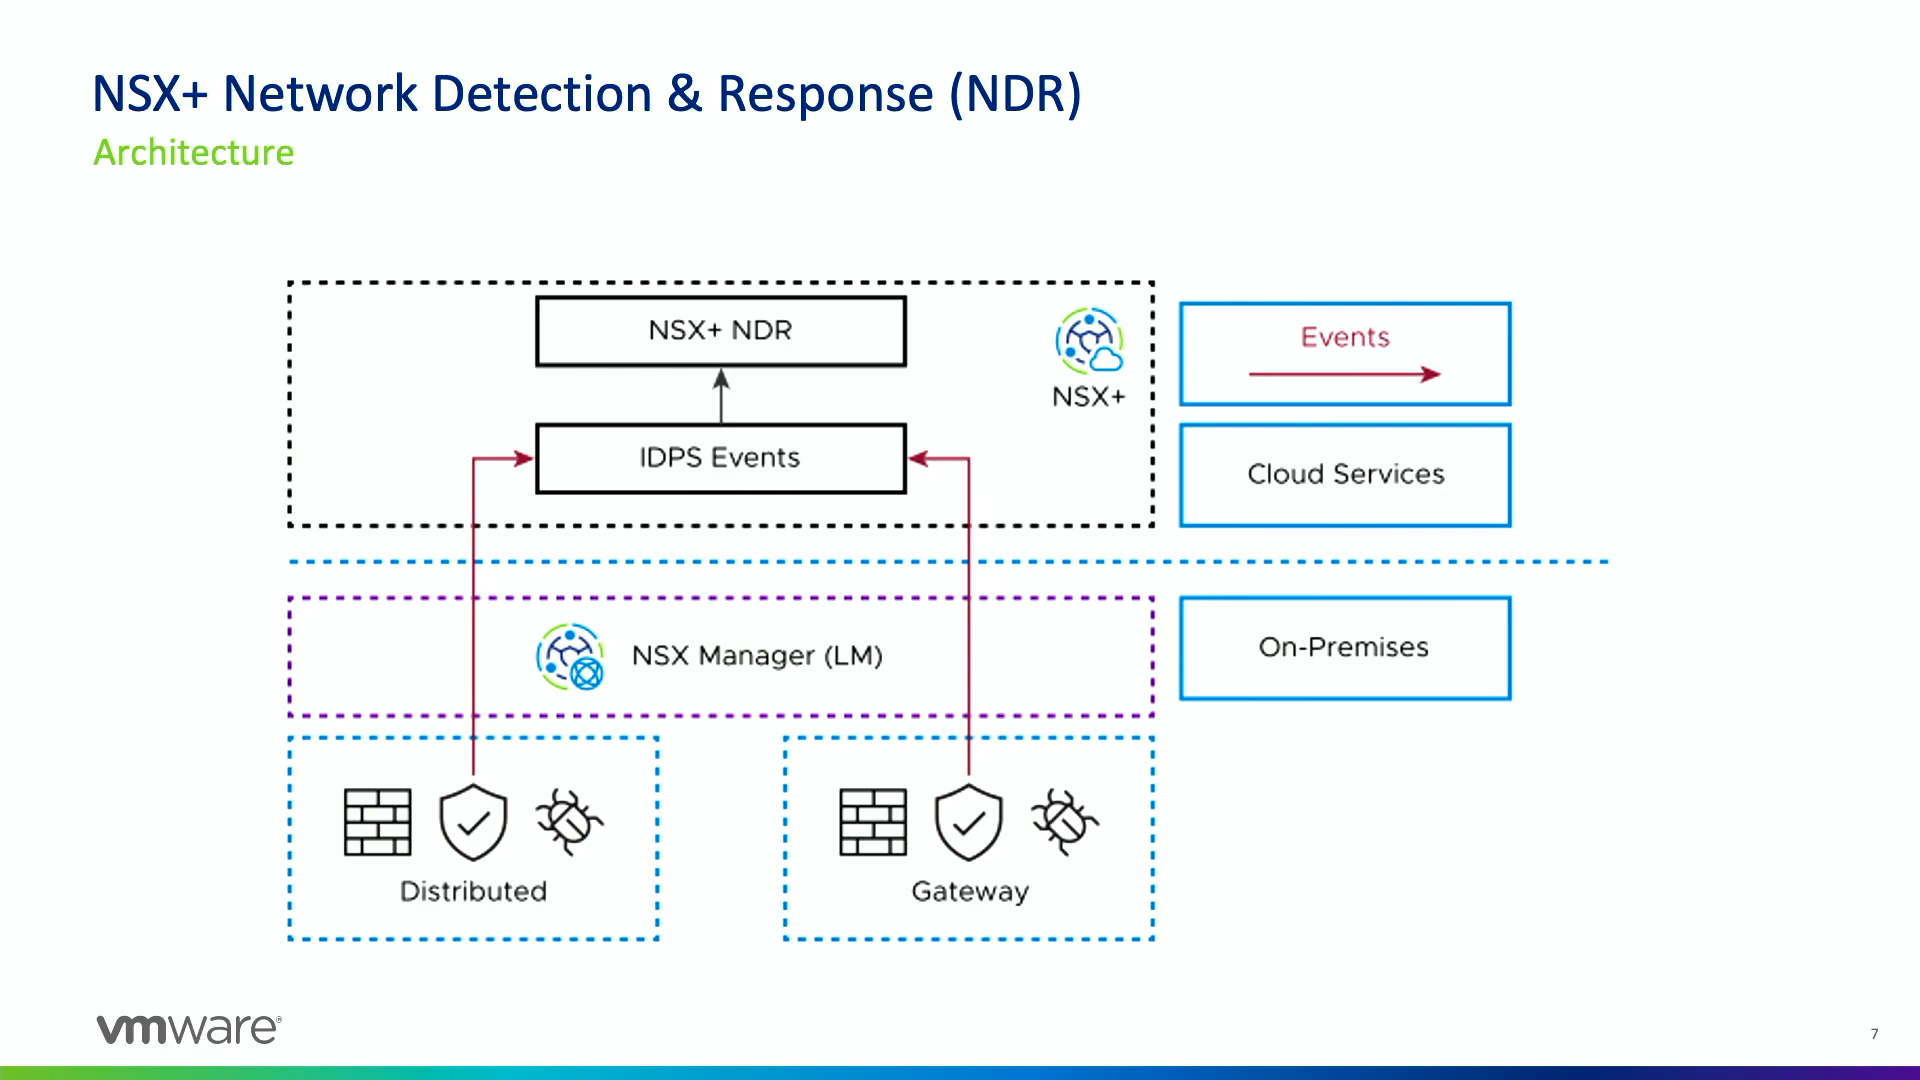 NSX+ Network Detection & Response (NDR)
Architecture
NSX+ NDR
NSX+
Events
IDPS Events
Cloud Services
NSX Manager (LM)
On-Premises
Distributed
Gateway
vmware®
7